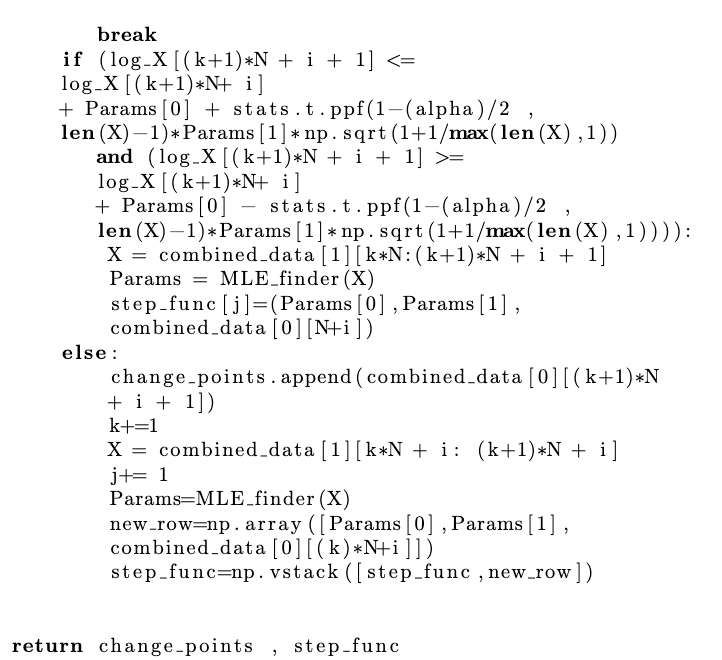 break
if (log_X[(k+1)*N + i + 1] <=
log_X[(k+1)*N+ i]
+ Params[0] + stats.t.ppf(1−(alpha)/2 ,
len(X)−1)*Params[1]*np.sqrt(1+1/max(len(X),1))
and (log_X[(k+1)*N + i + 1] >=
log_X[(k+1)*N+ i]
+ Params[0] − stats.t.ppf(1−(alpha)/2 ,
len(X)−1)*Params[1]*np.sqrt(1+1/max(len(X),1)))):
X = combined_data[1][k*N:(k+1)*N + i + 1]
Params = MLE_finder(X)
step_func[j]=(Params[0],Params[1],
combined_data[0][N+i])
else:
change_points.append(combined_data[0][(k+1)*N
+ i + 1])
k+=1
X = combined_data[1][k*N + i: (k+1)*N + i]
j+= 1
Params=MLE_finder(X)
new_row=np.array([Params[0],Params[1],
combined_data[0][(k)*N+i]])
step_func=np.vstack([step_func,new_row])
return change_points , step_func